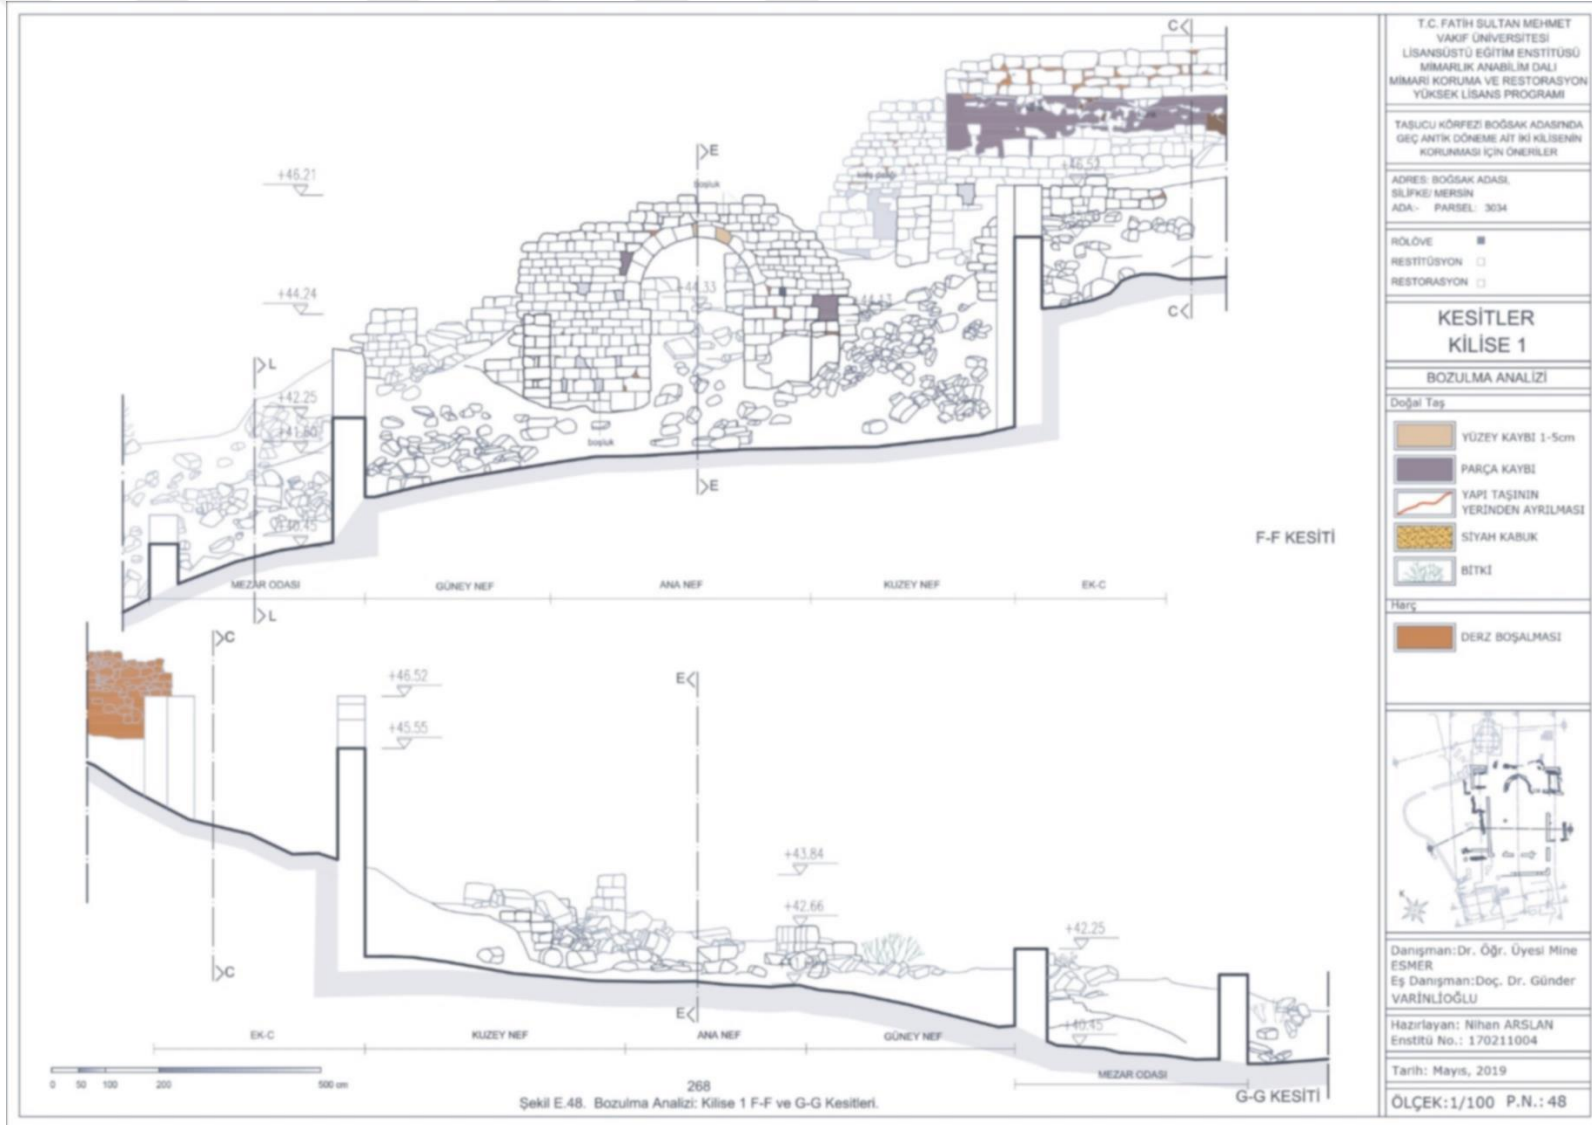 C
E
+46.52
+46.21
boşluk
+44.33
+44.24
+44.13
L
+42.25
+41.60
boşluk
E
C
+40.45
F-F KESİTİ
MEZAR ODASI
GÜNEY NEF
ANA NEF
KUZEY NEF
EK-C
L
C
E
+46.52
+45.55
+43.84
+42.66
+42.25
C
E
+40.45
EK-C
KUZEY NEF
ANA NEF
GÜNEY NEF
MEZAR ODASI
G-G KESİTİ
0 50 100 200 500 cm
268
Şekil E.48. Bozulma Analizi: Kilise 1 F-F ve G-G Kesitleri.
T.C. FATİH SULTAN MEHMET
VAKIF ÜNİVERSİTESİ
LİSANSÜSTÜ EĞİTİM ENSTİTÜSÜ
MİMARLIK ANABİLİM DALI
MİMARİ KORUMA VE RESTORASYON
YÜKSEK LİSANS PROGRAMI
TAŞUCU KÖRFEZİ BOĞSAK ADASI'NDA
GEÇ ANTİK DÖNEME AİT İKİ KİLİSENİN
KORUNMASI İÇİN ÖNERİLER
ADRES: BOĞSAK ADASI,
SİLİFKE/ MERSİN
ADA:- PARSEL: 3034
RÖLÖVE
RESTİTÜSYON
RESTORASYON
KESİTLER
KİLİSE 1
BOZULMA ANALİZİ
Doğal Taş
YÜZEY KAYBI 1-5cm
PARÇA KAYBI
YAPI TAŞININ
YERİNDEN AYRILMASI
SİYAH KABUK
BİTKİ
Harç
DERZ BOŞALMASI
K
Danışman:Dr. Öğr. Üyesi Mine
ESMER
Eş Danışman:Doç. Dr. Günder
VARİNLİOĞLU
Hazırlayan: Nihan ARSLAN
Enstitü No.: 170211004
Tarih: Mayıs, 2019
ÖLÇEK:1/100 P.N.: 48